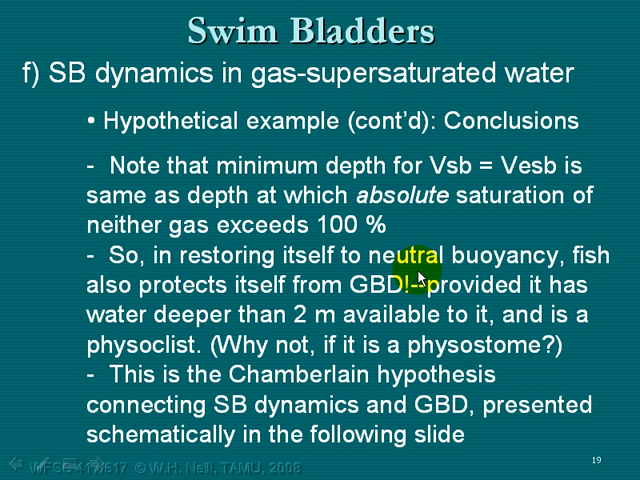 Swim Bladders
f) SB dynamics in gas-supersaturated water
• Hypothetical example (cont'd): Conclusions
- Note that minimum depth for Vsb = Vesb is
same as depth at which absolute saturation of
neither gas exceeds 100 %
- So, in restoring itself to neutral buoyancy, fish
also protects itself from GBD!--provided it has
water deeper than 2 m available to it, and is a
physoclist. (Why not, if it is a physostome?)
- This is the Chamberlain hypothesis
connecting SB dynamics and GBD, presented
schematically in the following slide
19
WFSC 417/617 © W.H. Neill, TAMU, 2008